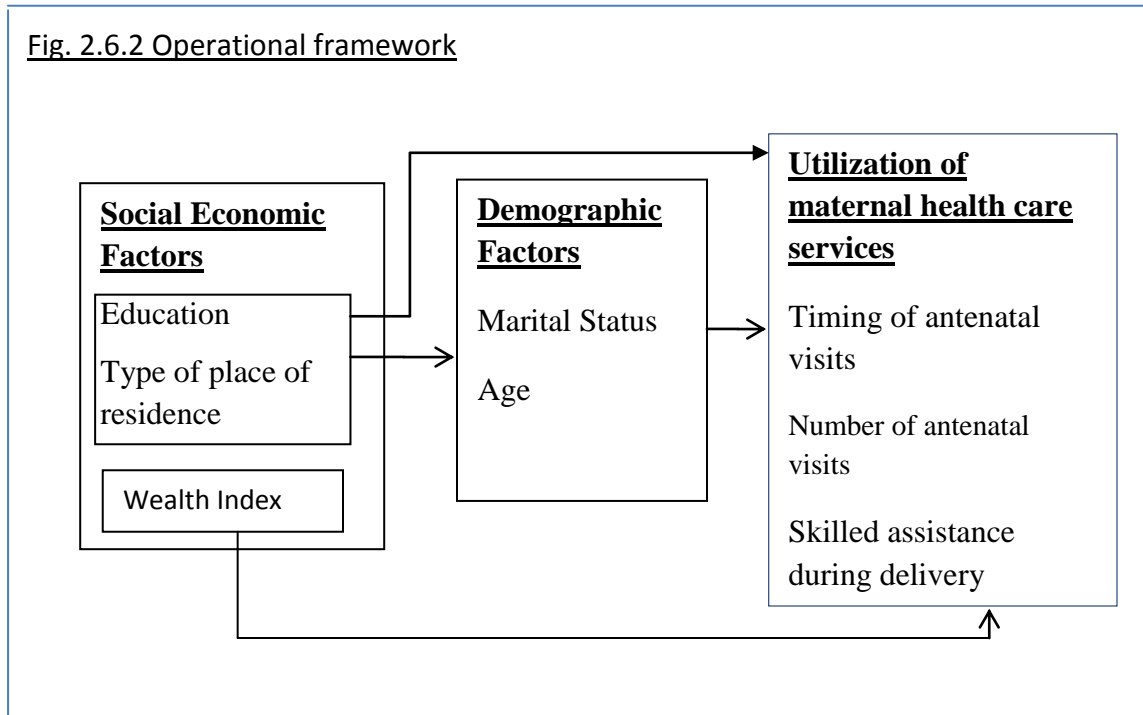 Fig. 2.6.2 Operational framework
Social Economic
Factors
Education
Type of place of
residence
Wealth Index
Demographic
Factors
Marital Status
Age
Utilization of
maternal health care
services
Timing of antenatal
visits
Number of antenatal
visits
Skilled assistance
during delivery